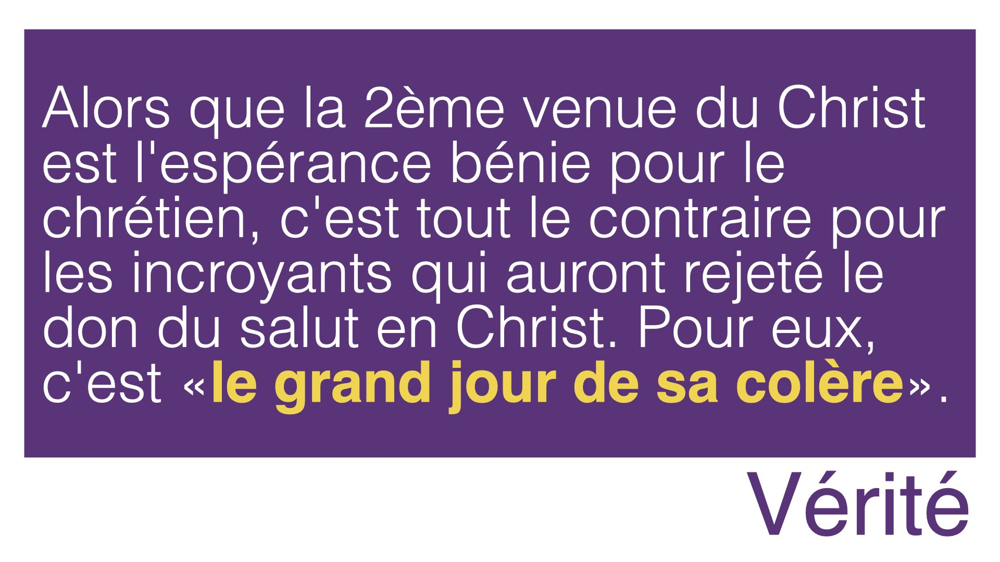 Alors que la 2ème venue du Christ
est l'espérance bénie pour le
chrétien, c'est tout le contraire pour
les incroyants qui auront rejeté le
don du salut en Christ. Pour eux,
c'est «le grand jour de sa colère».
Vérité